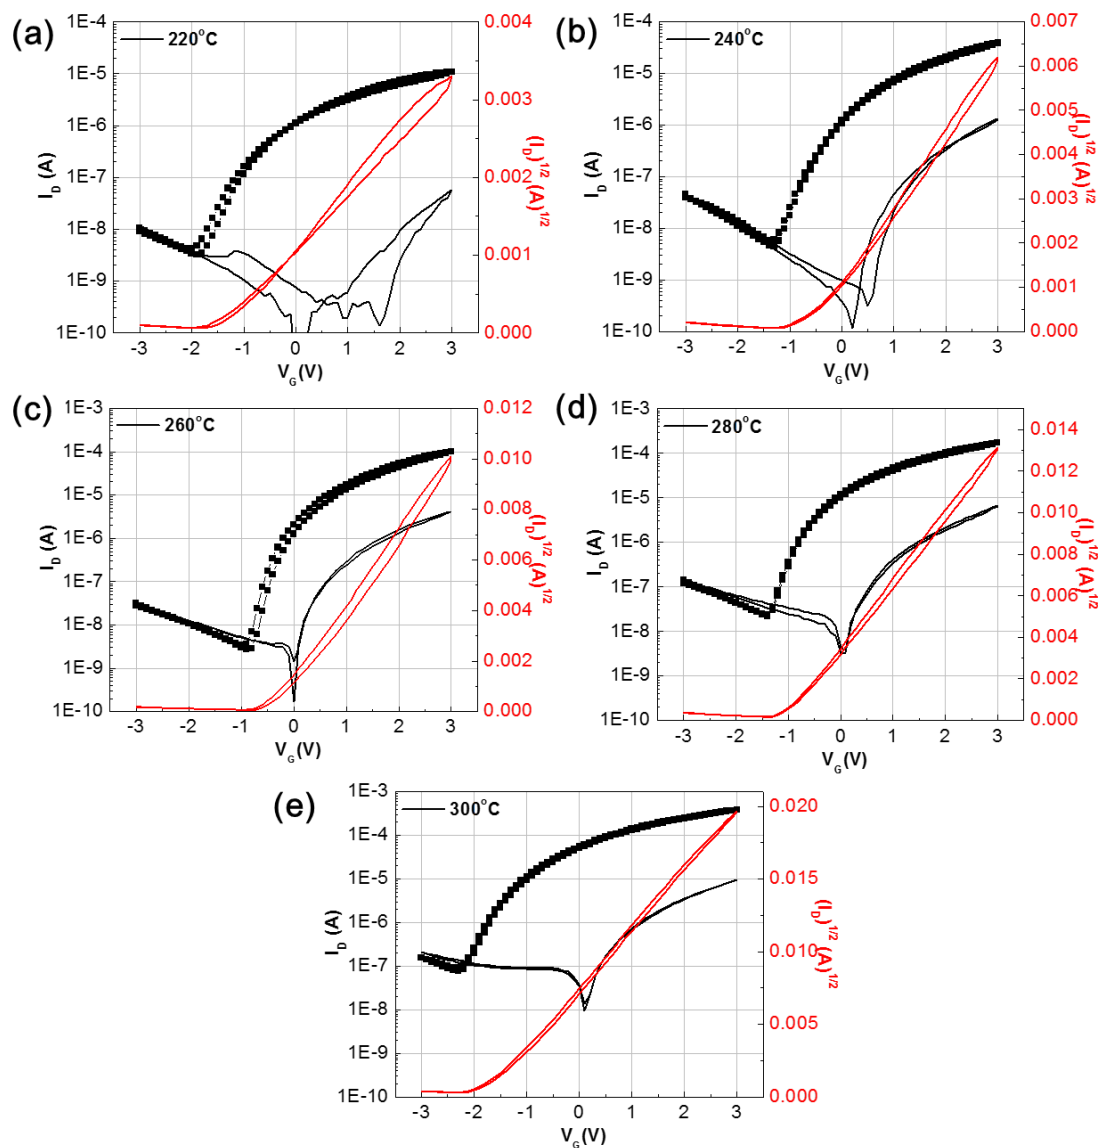 (a)
220°C
1E-4
1E-5
1E-6
1E-7
1E-8
1E-9
1E-10
I_D (A)
-3 -2 -1 0 1 2 3
V_G(V)
0.004
0.003
0.002
0.001
0.000
(I_D)^1/2 (A)^1/2
(b)
240°C
1E-4
1E-5
1E-6
1E-7
1E-8
1E-9
1E-10
I_D (A)
-3 -2 -1 0 1 2 3
V_G(V)
0.007
0.006
0.005
0.004
0.003
0.002
0.001
0.000
(I_D)^1/2 (A)^1/2
(c)
260°C
1E-3
1E-4
1E-5
1E-6
1E-7
1E-8
1E-9
1E-10
I_D (A)
-3 -2 -1 0 1 2 3
V_G(V)
0.012
0.010
0.008
0.006
0.004
0.002
0.000
(I_D)^1/2 (A)^1/2
(d)
280°C
1E-3
1E-4
1E-5
1E-6
1E-7
1E-8
1E-9
1E-10
I_D (A)
-3 -2 -1 0 1 2 3
V_G(V)
0.014
0.012
0.010
0.008
0.006
0.004
0.002
0.000
(I_D)^1/2 (A)^1/2
(e)
300°C
1E-3
1E-4
1E-5
1E-6
1E-7
1E-8
1E-9
1E-10
I_D (A)
-3 -2 -1 0 1 2 3
V_G(V)
0.020
0.015
0.010
0.005
0.000
(I_D)^1/2 (A)^1/2